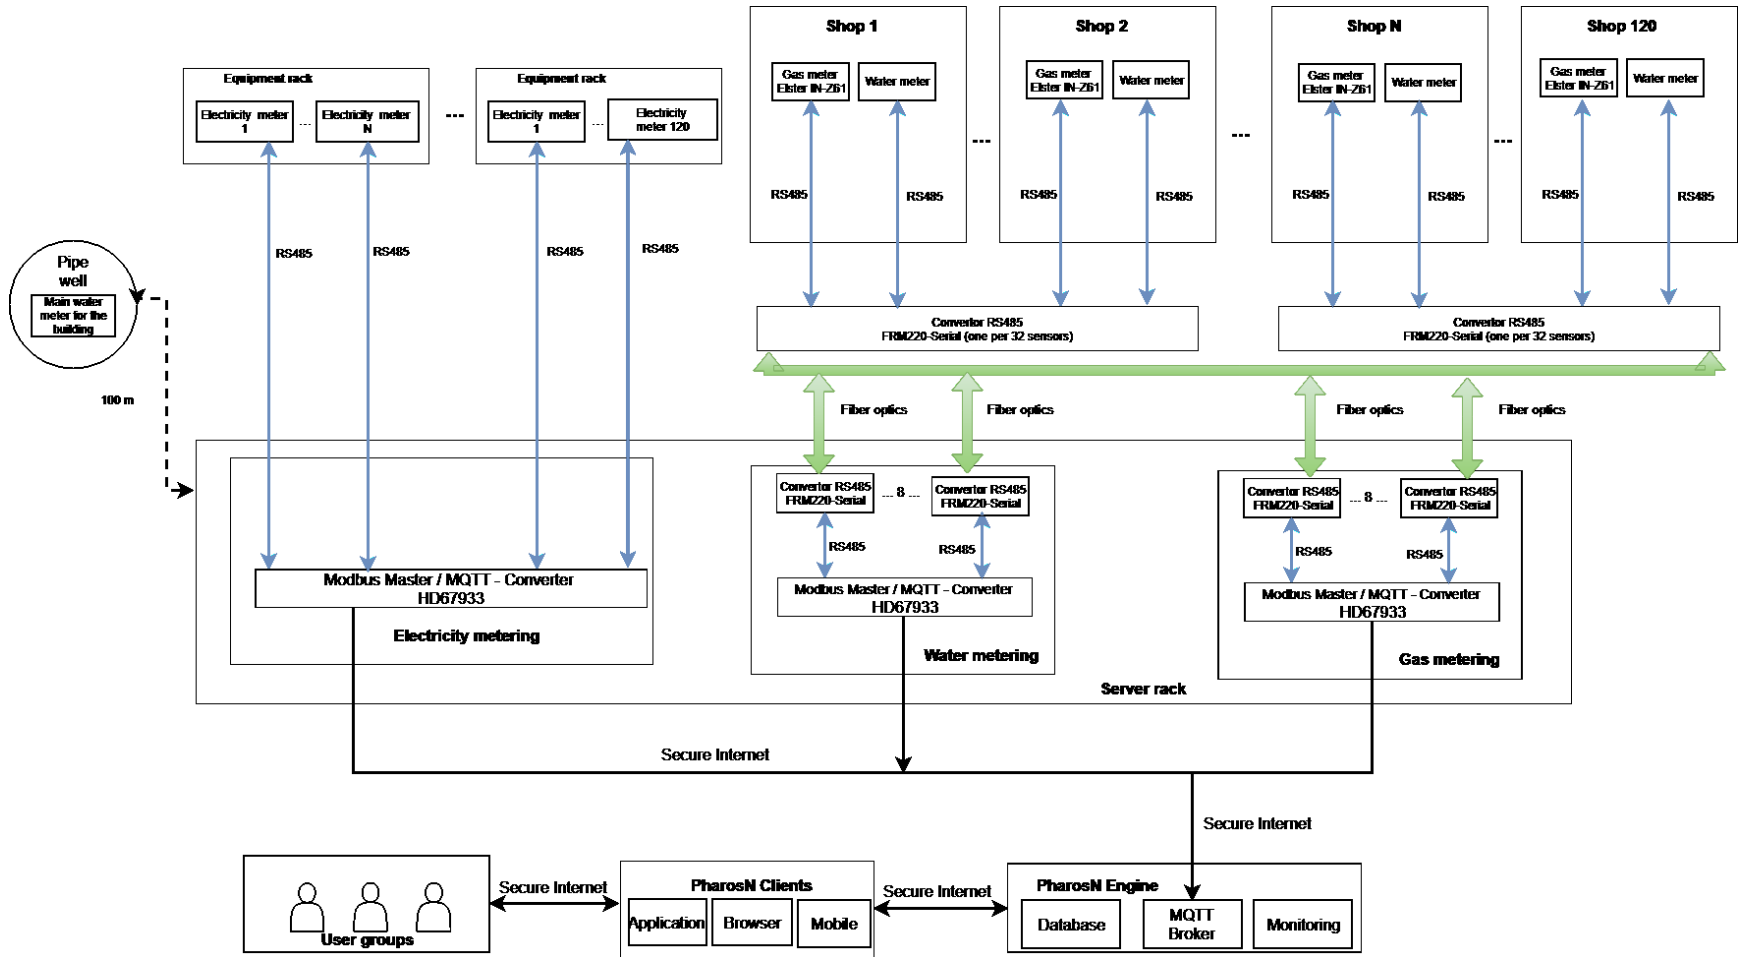 Shop 1
Shop 2
Shop N
Shop 120
Equipment rack
Equipment rack
Gas meter
Elster IN-Z61
Water meter
Gas meter
Elster IN-Z61
Water meter
Gas meter
Elster IN-Z61
Water meter
Gas meter
Elster IN-Z61
Water meter
Electricity meter
1
...
Electricity meter
N
---
Electricity meter
1
...
Electricity
meter 120
---
---
---
RS485
RS485
RS485
RS485
RS485
RS485
RS485
RS485
RS485
RS485
RS485
RS485
Pipe
well
Main water
meter for the
building
100 m
Convertor RS485
FRM220-Serial (one per 32 sensors)
Convertor RS485
FRM220-Serial (one per 32 sensors)
Fiber optics
Fiber optics
Fiber optics
Fiber optics
Convertor RS485
FRM220-Serial
... 8 ...
Convertor RS485
FRM220-Serial
Convertor RS485
FRM220-Serial
... 8 ...
Convertor RS485
FRM220-Serial
RS485
RS485
RS485
RS485
Modbus Master / MQTT - Converter
HD67933
Modbus Master / MQTT - Converter
HD67933
Modbus Master / MQTT - Converter
HD67933
Electricity metering
Water metering
Gas metering
Server rack
Secure Internet
Secure Internet
User groups
Secure Internet
PharosN Clients
Application
Browser
Mobile
Secure Internet
PharosN Engine
Database
MQTT
Broker
Monitoring